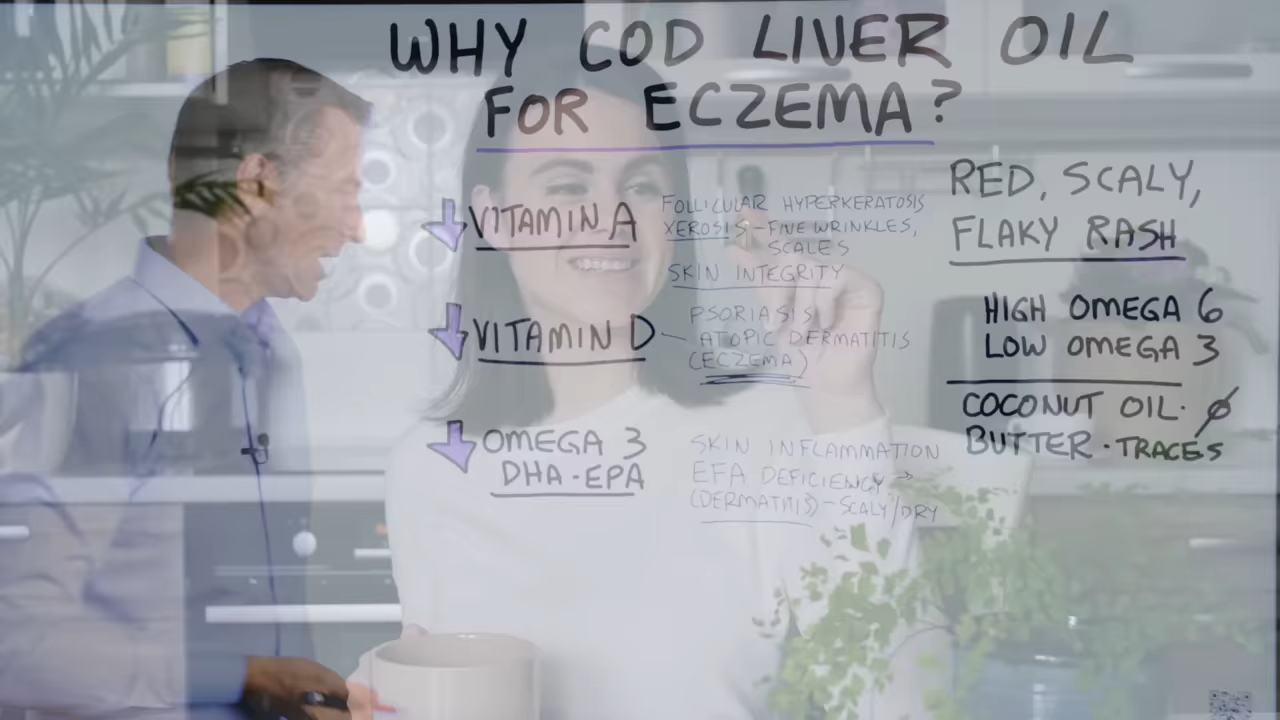 WHY COD LIVER OIL
FOR ECZEMA?
VITAMIN A
FOLLICULAR HYPERKERATOSIS
XEROSIS - FINE WRINKLES,
SCALES
SKIN INTEGRITY
VITAMIN D
PSORIASIS
ATOPIC DERMATITIS
(ECZEMA)
OMEGA 3
DHA-EPA
SKIN INFLAMMATION
EFA DEFICIENCY →
(DERMATITIS) - SCALY/DRY
RED, SCALY,
FLAKY RASH
HIGH OMEGA 6
LOW OMEGA 3
COCONUT OIL · Ø
BUTTER · TRACES